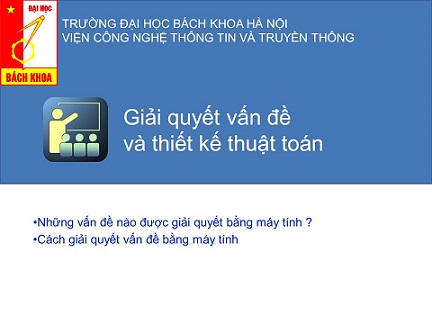 ĐẠI HỌC
BÁCH KHOA
TRƯỜNG ĐẠI HỌC BÁCH KHOA HÀ NỘI
VIỆN CÔNG NGHỆ THÔNG TIN VÀ TRUYỀN THÔNG
Giải quyết vấn đề
và thiết kế thuật toán
•Những vấn đề nào được giải quyết bằng máy tính ?
•Cách giải quyết vấn đề bằng máy tính